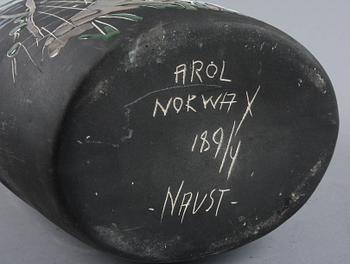 AROL
NORWAY
189/4
-NAUST-